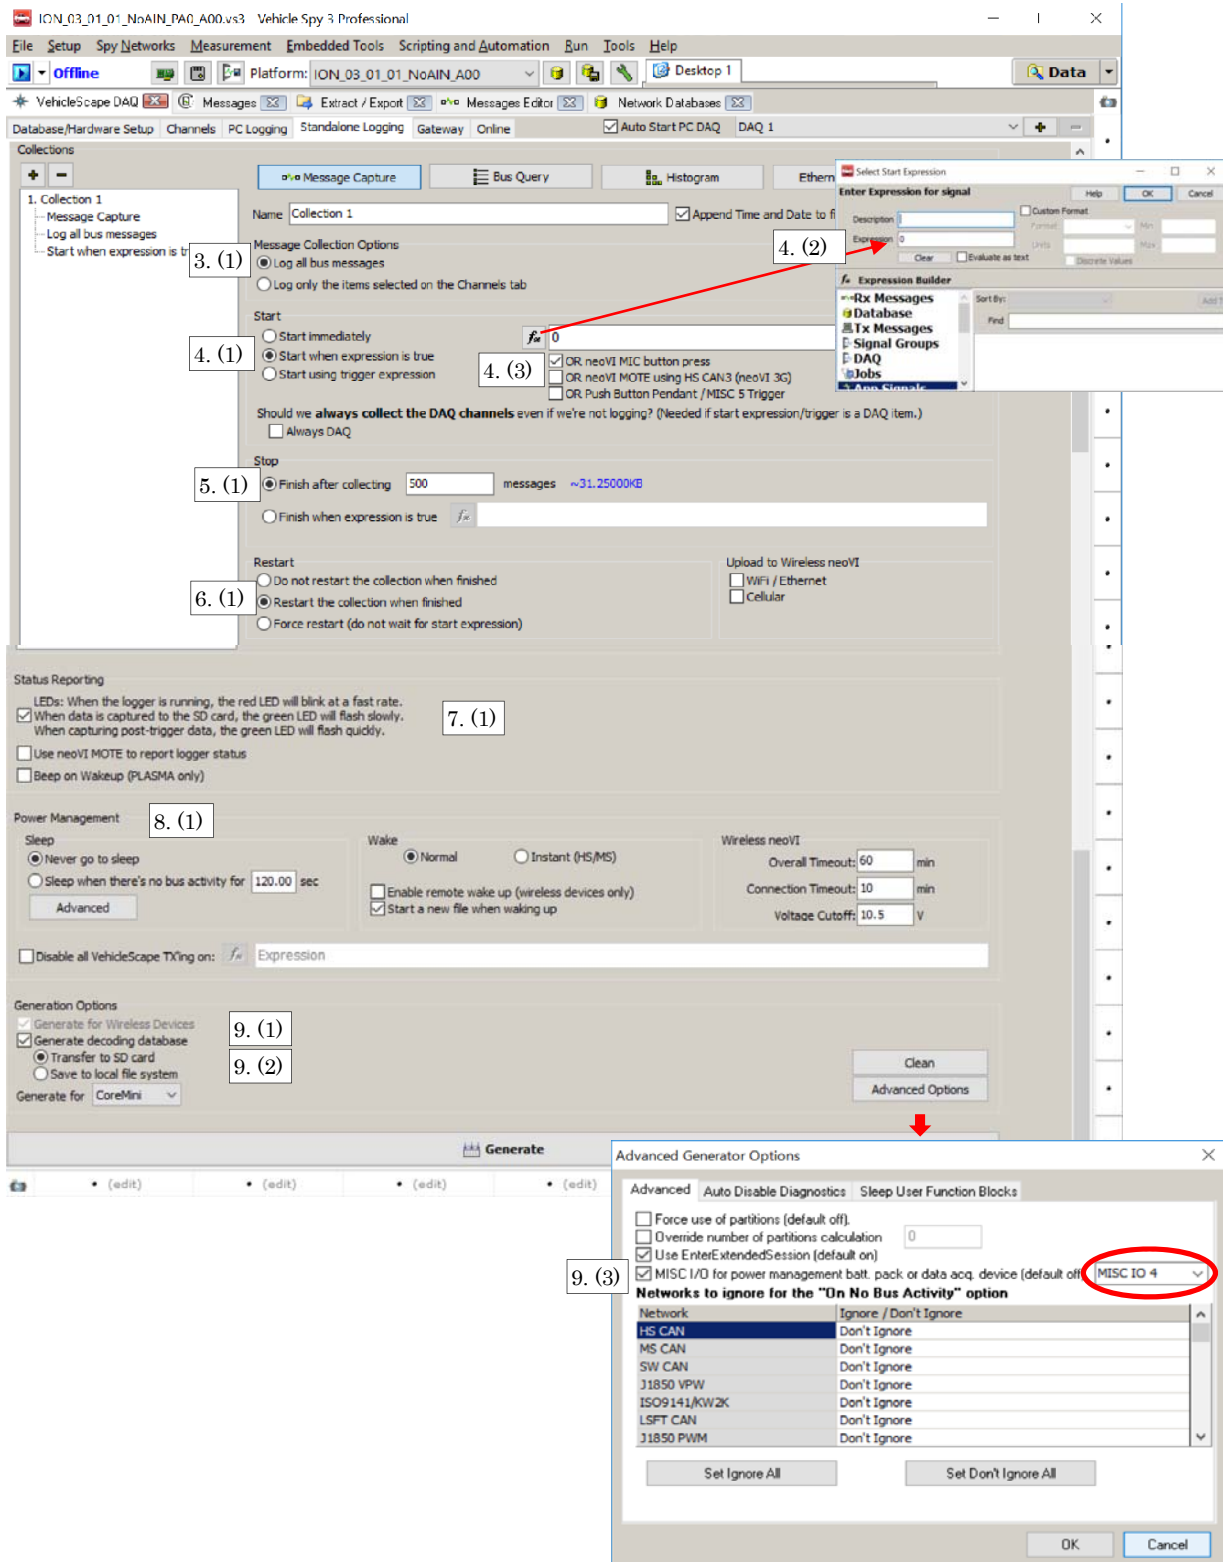 ION_03_01_01_NoAIN_PA0_A00.vs3 Vehicle Spy 3 Professional
File Setup Spy Networks Measurement Embedded Tools Scripting and Automation Run Tools Help
Offline Platform: ION_03_01_01_NoAIN_A00 Desktop 1 Data
VehicleScape DAQ Messages Extract / Export Messages Editor Network Databases
Database/Hardware Setup Channels PC Logging Standalone Logging Gateway Online Auto Start PC DAQ DAQ 1
Collections
Message Capture Bus Query Histogram Ethern
1. Collection 1
Message Capture
Log all bus messages
Start when expression is tr
Name Collection 1 Append Time and Date to fi
Message Collection Options
3. (1) Log all bus messages
Log only the items selected on the Channels tab
Start
Start immediately
4. (1) Start when expression is true
Start using trigger expression
fx 0
4. (3) OR neoVI MIC button press
OR neoVI MOTE using HS CAN3 (neoVI 3G)
OR Push Button Pendant /MISC 5 Trigger
Select Start Expression
Enter Expression for signal Help OK Cancel
Description Custom Format
Format Min
4. (2) Expression 0
Units Max
Clear Evaluate as text Discrete Values
fx Expression Builder
Rx Messages
Database
Tx Messages
Signal Groups
DAQ
Jobs
App Signals
Sort By: Add
Find
Should we always collect the DAQ channels even if we're not logging? (Needed if start expression/trigger is a DAQ item.)
Always DAQ
Stop
5. (1) Finish after collecting 500 messages ~31.25000KB
Finish when expression is true fx
Restart
Do not restart the collection when finished
6. (1) Restart the collection when finished
Force restart (do not wait for start expression)
Upload to Wireless neoVI
WiFi / Ethernet
Cellular
Status Reporting
LEDs: When the logger is running, the red LED will blink at a fast rate.
When data is captured to the SD card, the green LED will flash slowly.
When capturing post-trigger data, the green LED will flash quickly.
7. (1)
Use neoVI MOTE to report logger status
Beep on Wakeup (PLASMA only)
Power Management 8. (1)
Sleep
Never go to sleep
Sleep when there's no bus activity for 120.00 sec
Advanced
Wake
Normal Instant (HS/MS)
Enable remote wake up (wireless devices only)
Start a new file when waking up
Wireless neoVI
Overall Timeout: 60 min
Connection Timeout: 10 min
Voltage Cutoff: 10.5 V
Disable all VehicleScape TX'ing on: fx Expression
Generation Options
Generate for Wireless Devices
9. (1)
Generate decoding database
Transfer to SD card
9. (2)
Save to local file system
Generate for CoreMini
Clean
Advanced Options
Generate
(edit) (edit) (edit) (edit)
Advanced Generator Options
Advanced Auto Disable Diagnostics Sleep User Function Blocks
Force use of partitions (default off).
Override number of partitions calculation 0
Use EnterExtendedSession (default on)
9. (3) MISC I/O for power management batt. pack or data acq. device (default off MISC IO 4
Networks to ignore for the "On No Bus Activity" option
Network Ignore / Don't Ignore
HS CAN Don't Ignore
MS CAN Don't Ignore
SW CAN Don't Ignore
J1850 VPW Don't Ignore
ISO9141/KW2K Don't Ignore
LSFT CAN Don't Ignore
J1850 PWM Don't Ignore
Set Ignore All Set Don't Ignore All
OK Cancel